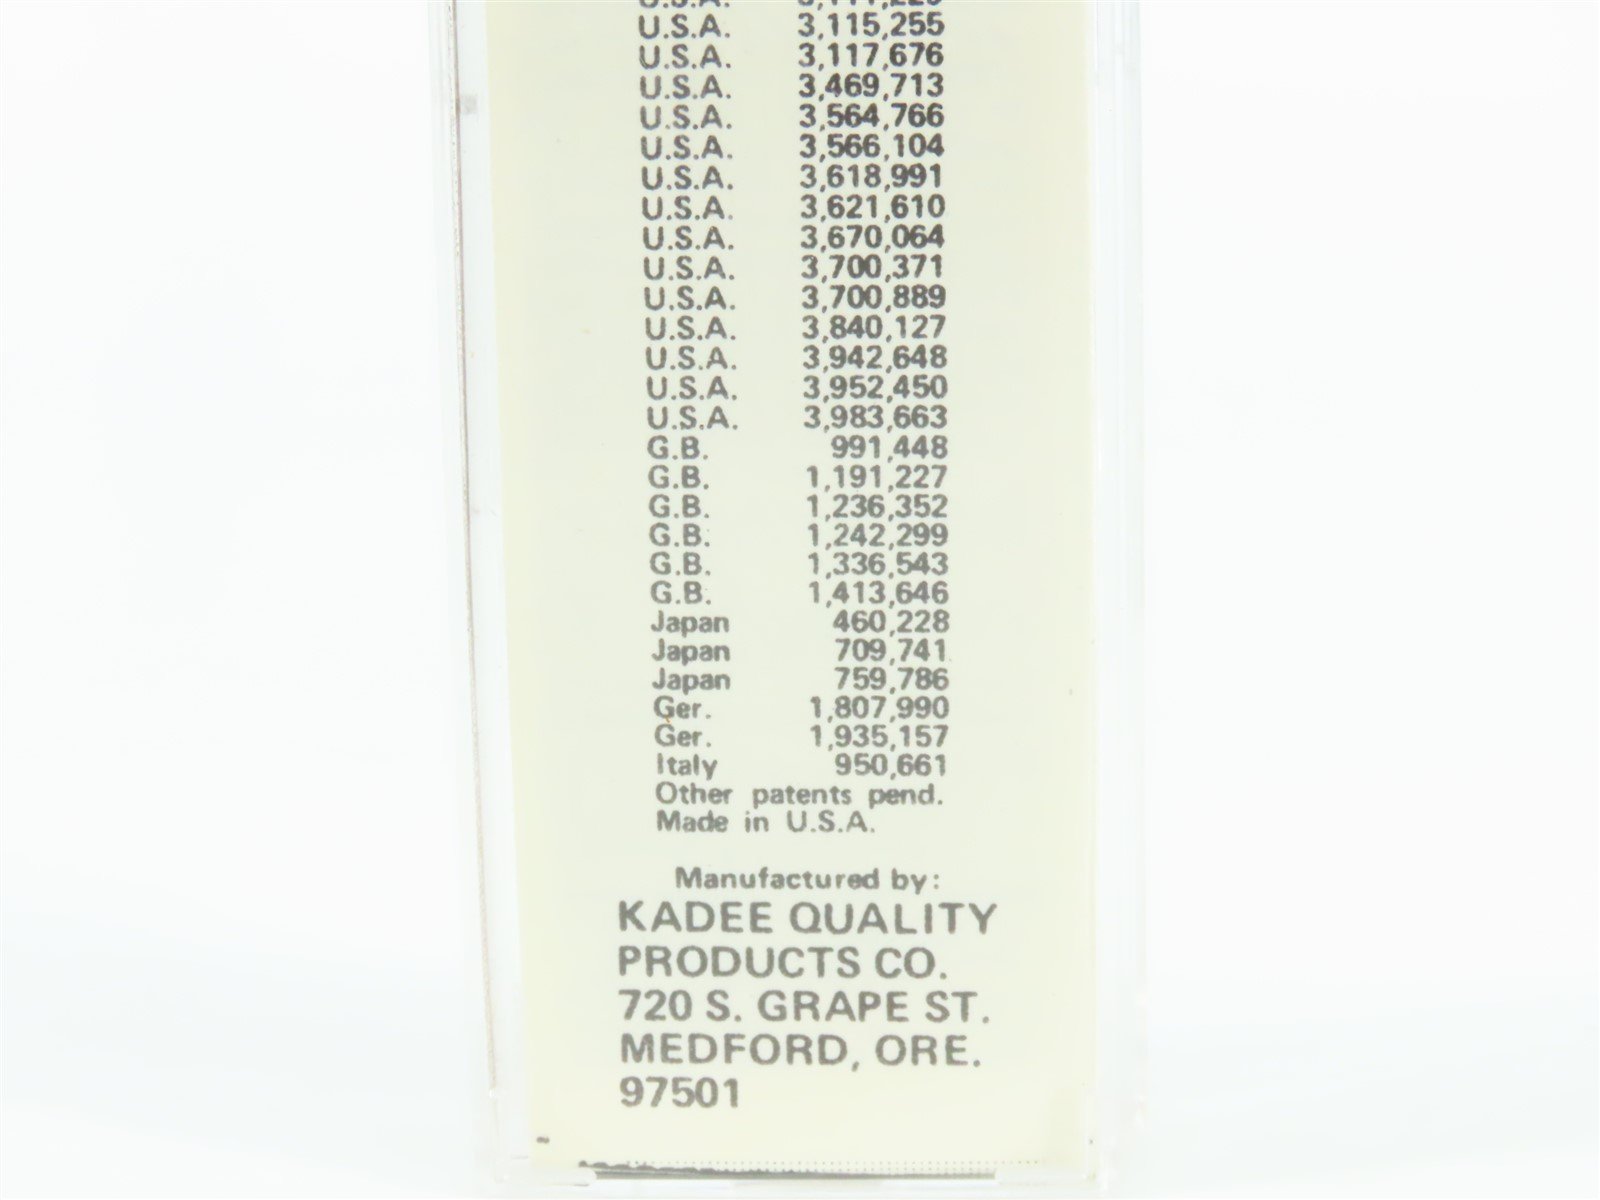 U.S.A. 3,115,255
U.S.A. 3,117,676
U.S.A. 3,469,713
U.S.A. 3,564,766
U.S.A. 3,566,104
U.S.A. 3,618,991
U.S.A. 3,621,610
U.S.A. 3,670,064
U.S.A. 3,700,371
U.S.A. 3,700,889
U.S.A. 3,840,127
U.S.A. 3,942,648
U.S.A. 3,952,450
U.S.A. 3,983,663
G.B. 991,448
G.B. 1,191,227
G.B. 1,236,352
G.B. 1,242,299
G.B. 1,336,543
G.B. 1,413,646
Japan 460,228
Japan 709,741
Japan 759,786
Ger. 1,807,990
Ger. 1,935,157
Italy 950,661
Other patents pend.
Made in U.S.A.
Manufactured by:
KADEE QUALITY
PRODUCTS CO.
720 S. GRAPE ST.
MEDFORD, ORE.
97501